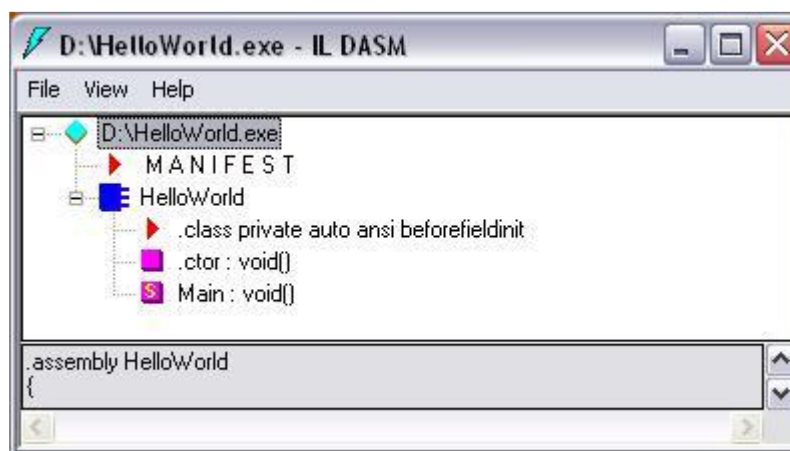 D:\HelloWorld.exe - IL DASM
File View Help
D:\HelloWorld.exe
M A N I F E S T
HelloWorld
.class private auto ansi beforefieldinit
.ctor : void()
S Main : void()
.assembly HelloWorld
{